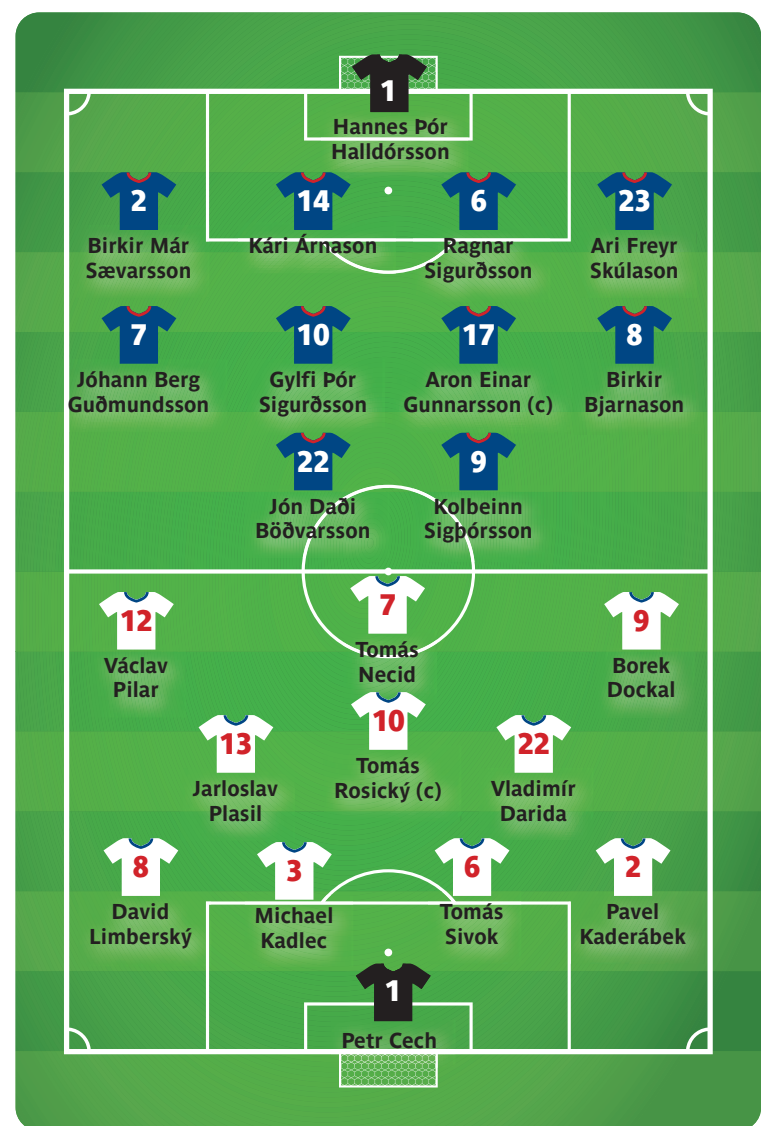 1
Hannes Þór
Halldórsson
2
Birkir Már
Sævarsson
14
Kári Árnason
6
Ragnar
Sigurðsson
23
Ari Freyr
Skúlason
7
Jóhann Berg
Guðmundsson
10
Gylfi Þór
Sigurðsson
17
Aron Einar
Gunnarsson (c)
8
Birkir
Bjarnason
22
Jón Daði
Böðvarsson
9
Kolbeinn
Sigþórsson
12
Václav
Pilar
7
Tomás
Necid
9
Borek
Dockal
13
Jarloslav
Plasil
10
Tomás
Rosický (c)
22
Vladimír
Darida
8
David
Limberský
3
Michael
Kadlec
6
Tomás
Sivok
2
Pavel
Kaderábek
1
Petr Cech